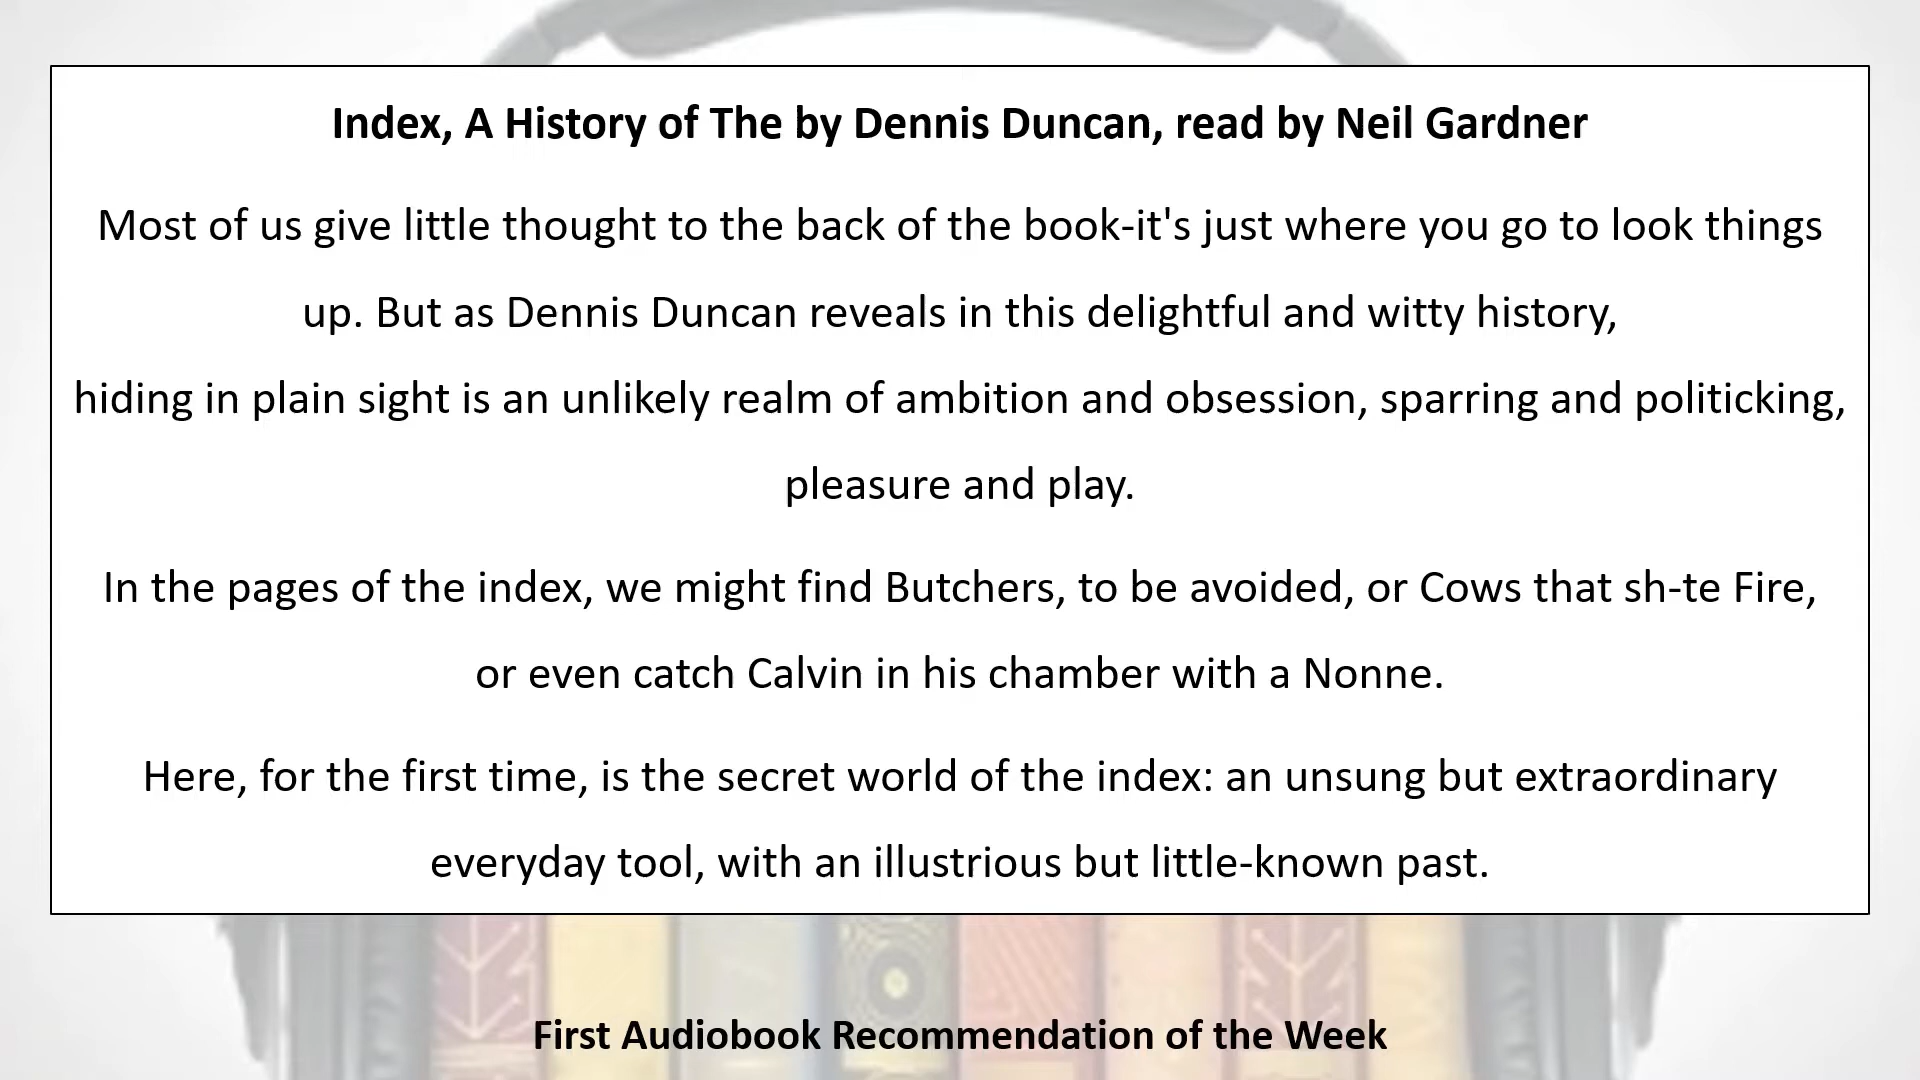 Index, A History of The by Dennis Duncan, read by Neil Gardner
Most of us give little thought to the back of the book-it's just where you go to look things
up. But as Dennis Duncan reveals in this delightful and witty history,
hiding in plain sight is an unlikely realm of ambition and obsession, sparring and politicking,
pleasure and play.
In the pages of the index, we might find Butchers, to be avoided, or Cows that sh-te Fire,
or even catch Calvin in his chamber with a Nonne.
Here, for the first time, is the secret world of the index: an unsung but extraordinary
everyday tool, with an illustrious but little-known past.
First Audiobook Recommendation of the Week